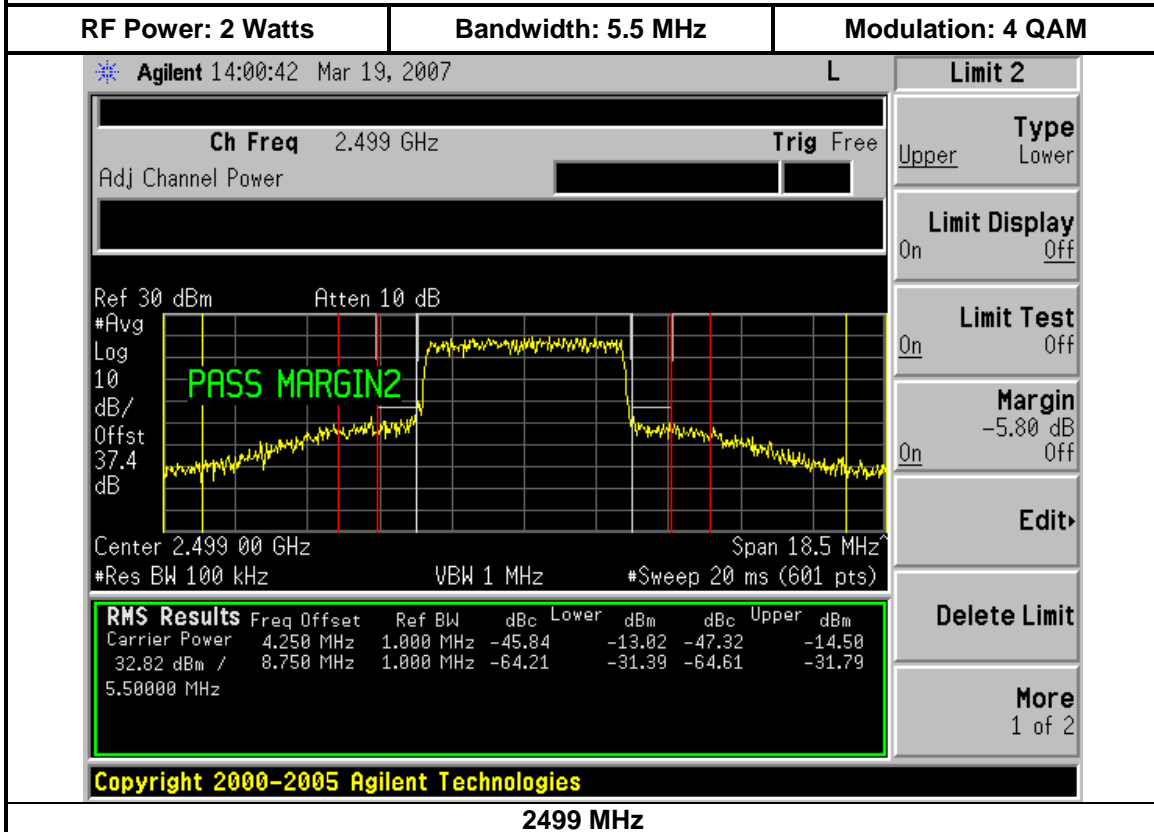 RF Power: 2 Watts Bandwidth: 5.5 MHz Modulation: 4 QAM
Agilent 14:00:42 Mar 19, 2007 L
Limit 2
Ch Freq 2.499 GHz Trig Free
Adj Channel Power
Type
Upper Lower
Limit Display
On Off
Limit Test
On Off
Margin
-5.80 dB
On Off
Edit
Delete Limit
More
1 of 2
Ref 30 dBm Atten 10 dB
#Avg
Log
10
dB/
Offst
37.4
dB
PASS MARGIN2
Center 2.499 00 GHz Span 18.5 MHz^
#Res BW 100 kHz VBW 1 MHz #Sweep 20 ms (601 pts)
RMS Results Freq Offset Ref BW dBc Lower dBm dBc Upper dBm
Carrier Power 4.250 MHz 1.000 MHz -45.84 -13.02 -47.32 -14.50
32.82 dBm / 8.750 MHz 1.000 MHz -64.21 -31.39 -64.61 -31.79
5.50000 MHz
Copyright 2000-2005 Agilent Technologies
2499 MHz